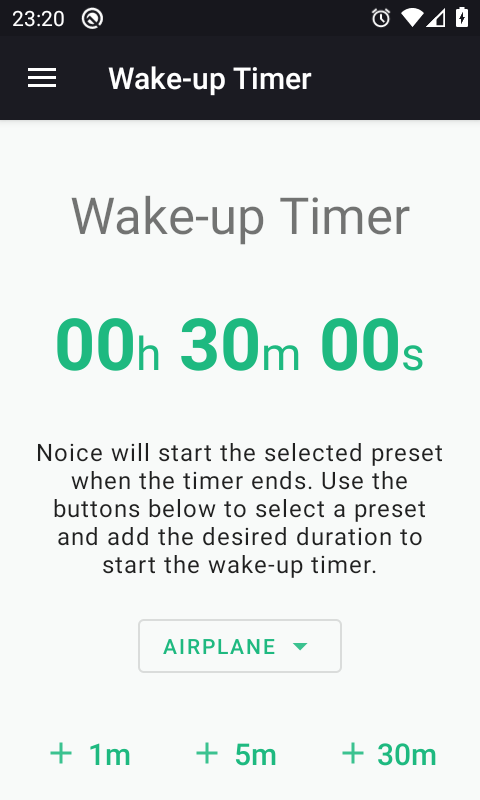 23:20
Wake-up Timer
Wake-up Timer
00h 30m 00s
Noice will start the selected preset
when the timer ends. Use the
buttons below to select a preset
and add the desired duration to
start the wake-up timer.
AIRPLANE
+ 1m + 5m + 30m